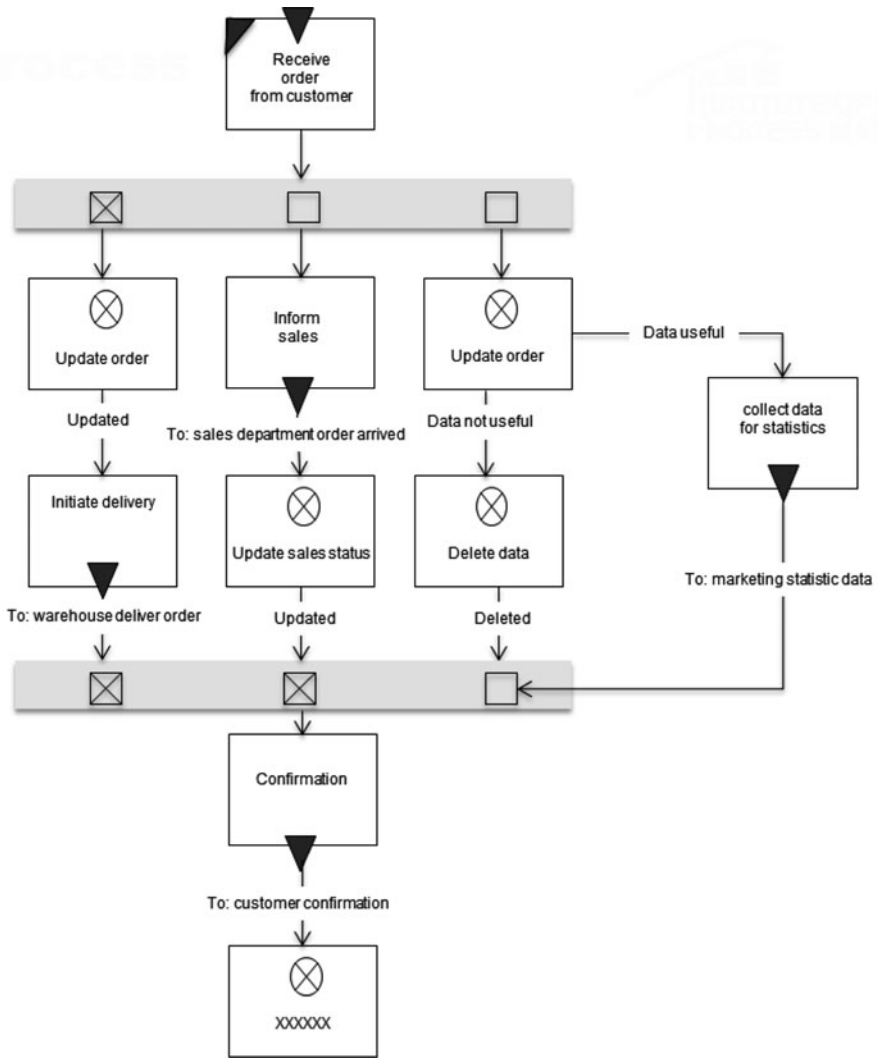 Receive
order
from customer
Update order
Inform
sales
Update order
Data useful
Updated
To: sales department order arrived
Data not useful
collect data
for statistics
Initiate delivery
Update sales status
Delete data
To: marketing statistic data
To: warehouse deliver order
Updated
Deleted
Confirmation
To: customer confirmation
XXXXXX